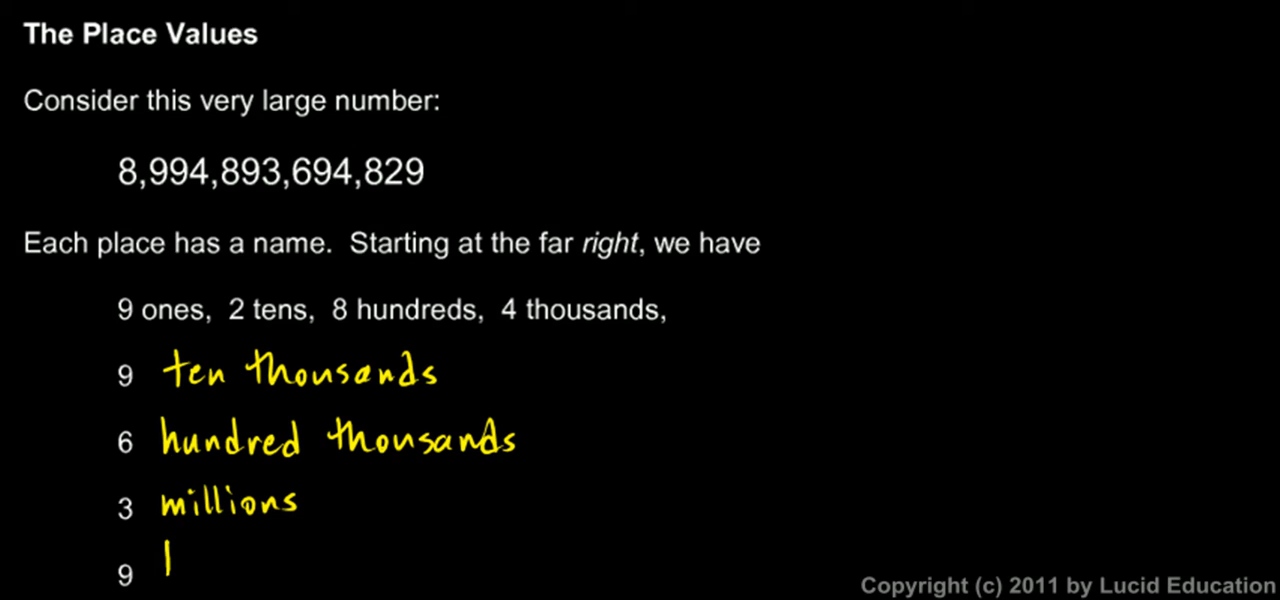 The Place Values
Consider this very large number:
8,994,893,694,829
Each place has a name. Starting at the far right, we have
9 ones, 2 tens, 8 hundreds, 4 thousands,
9 ten thousands
6 hundred thousands
3 millions
9
Copyright (c) 2011 by Lucid Education